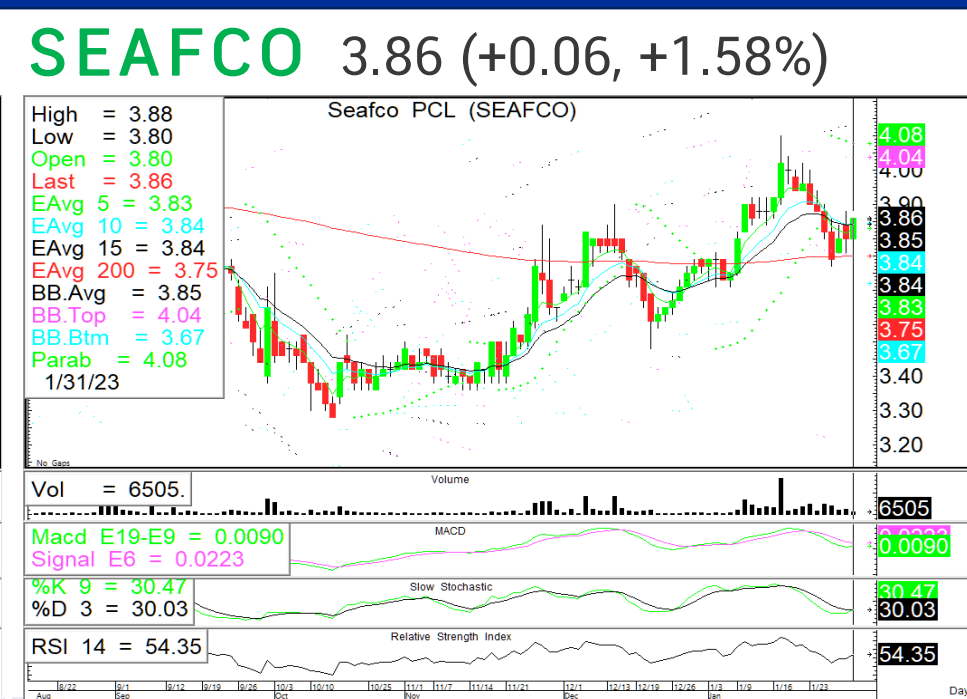 SEAFCO 3.86 (+0.06, +1.58%)
Seafco PCL (SEAFCO)
High = 3.88
Low = 3.80
Open = 3.80
Last = 3.86
EAvg 5 = 3.83
EAvg 10 = 3.84
EAvg 15 = 3.84
EAvg 200 = 3.75
BB.Avg = 3.85
BB.Top = 4.04
BB.Btm = 3.67
Parab = 4.08
1/31/23
No Gaps
4.08
4.04
4.00
3.90
3.86
3.85
3.84
3.84
3.83
3.75
3.67
3.40
3.30
3.20
Volume
Vol = 6505.
6505
MACD
Macd E19-E9 = 0.0090
Signal E6 = 0.0223
0.0223
0.0090
Slow Stochastic
%K 9 = 30.47
%D 3 = 30.03
30.47
30.03
Relative Strength Index
RSI 14 = 54.35
54.35
8/22 9/1 9/12 9/19 9/26 10/3 10/10 10/25 11/1 11/7 11/14 11/21 12/1 12/13 12/19 12/26 1/3 1/9 1/16 1/23
Aug Sep Oct Nov Dec Jan
Day